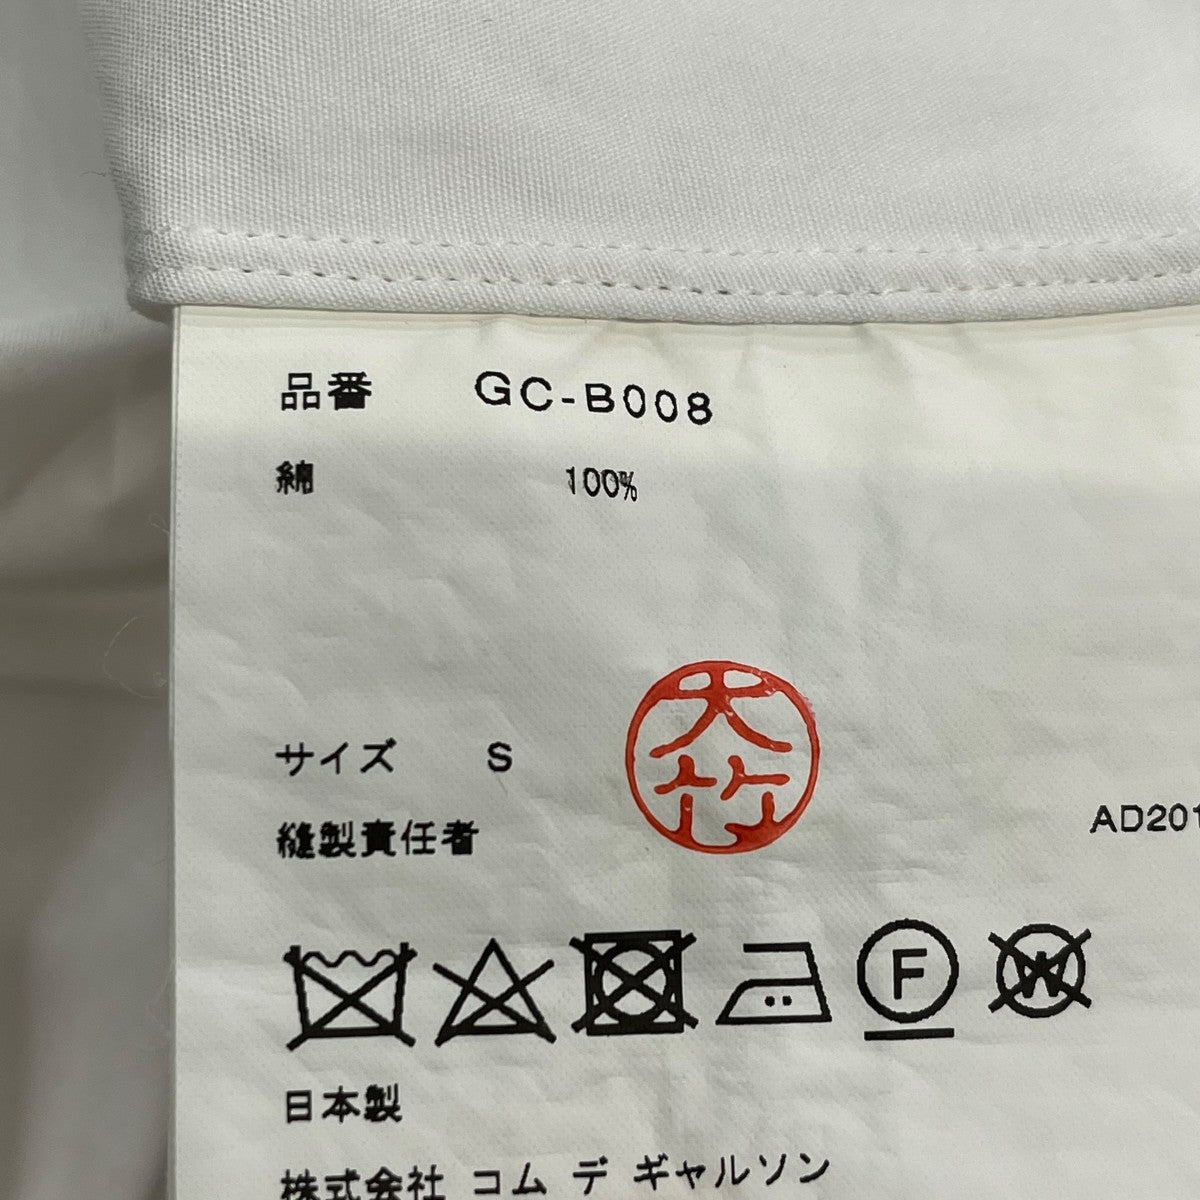 品番 GC-B008
綿 100%
大竹
サイズ S
縫製責任者
AD201
F
W
日本製
株式会社 コム デ ギャルソン